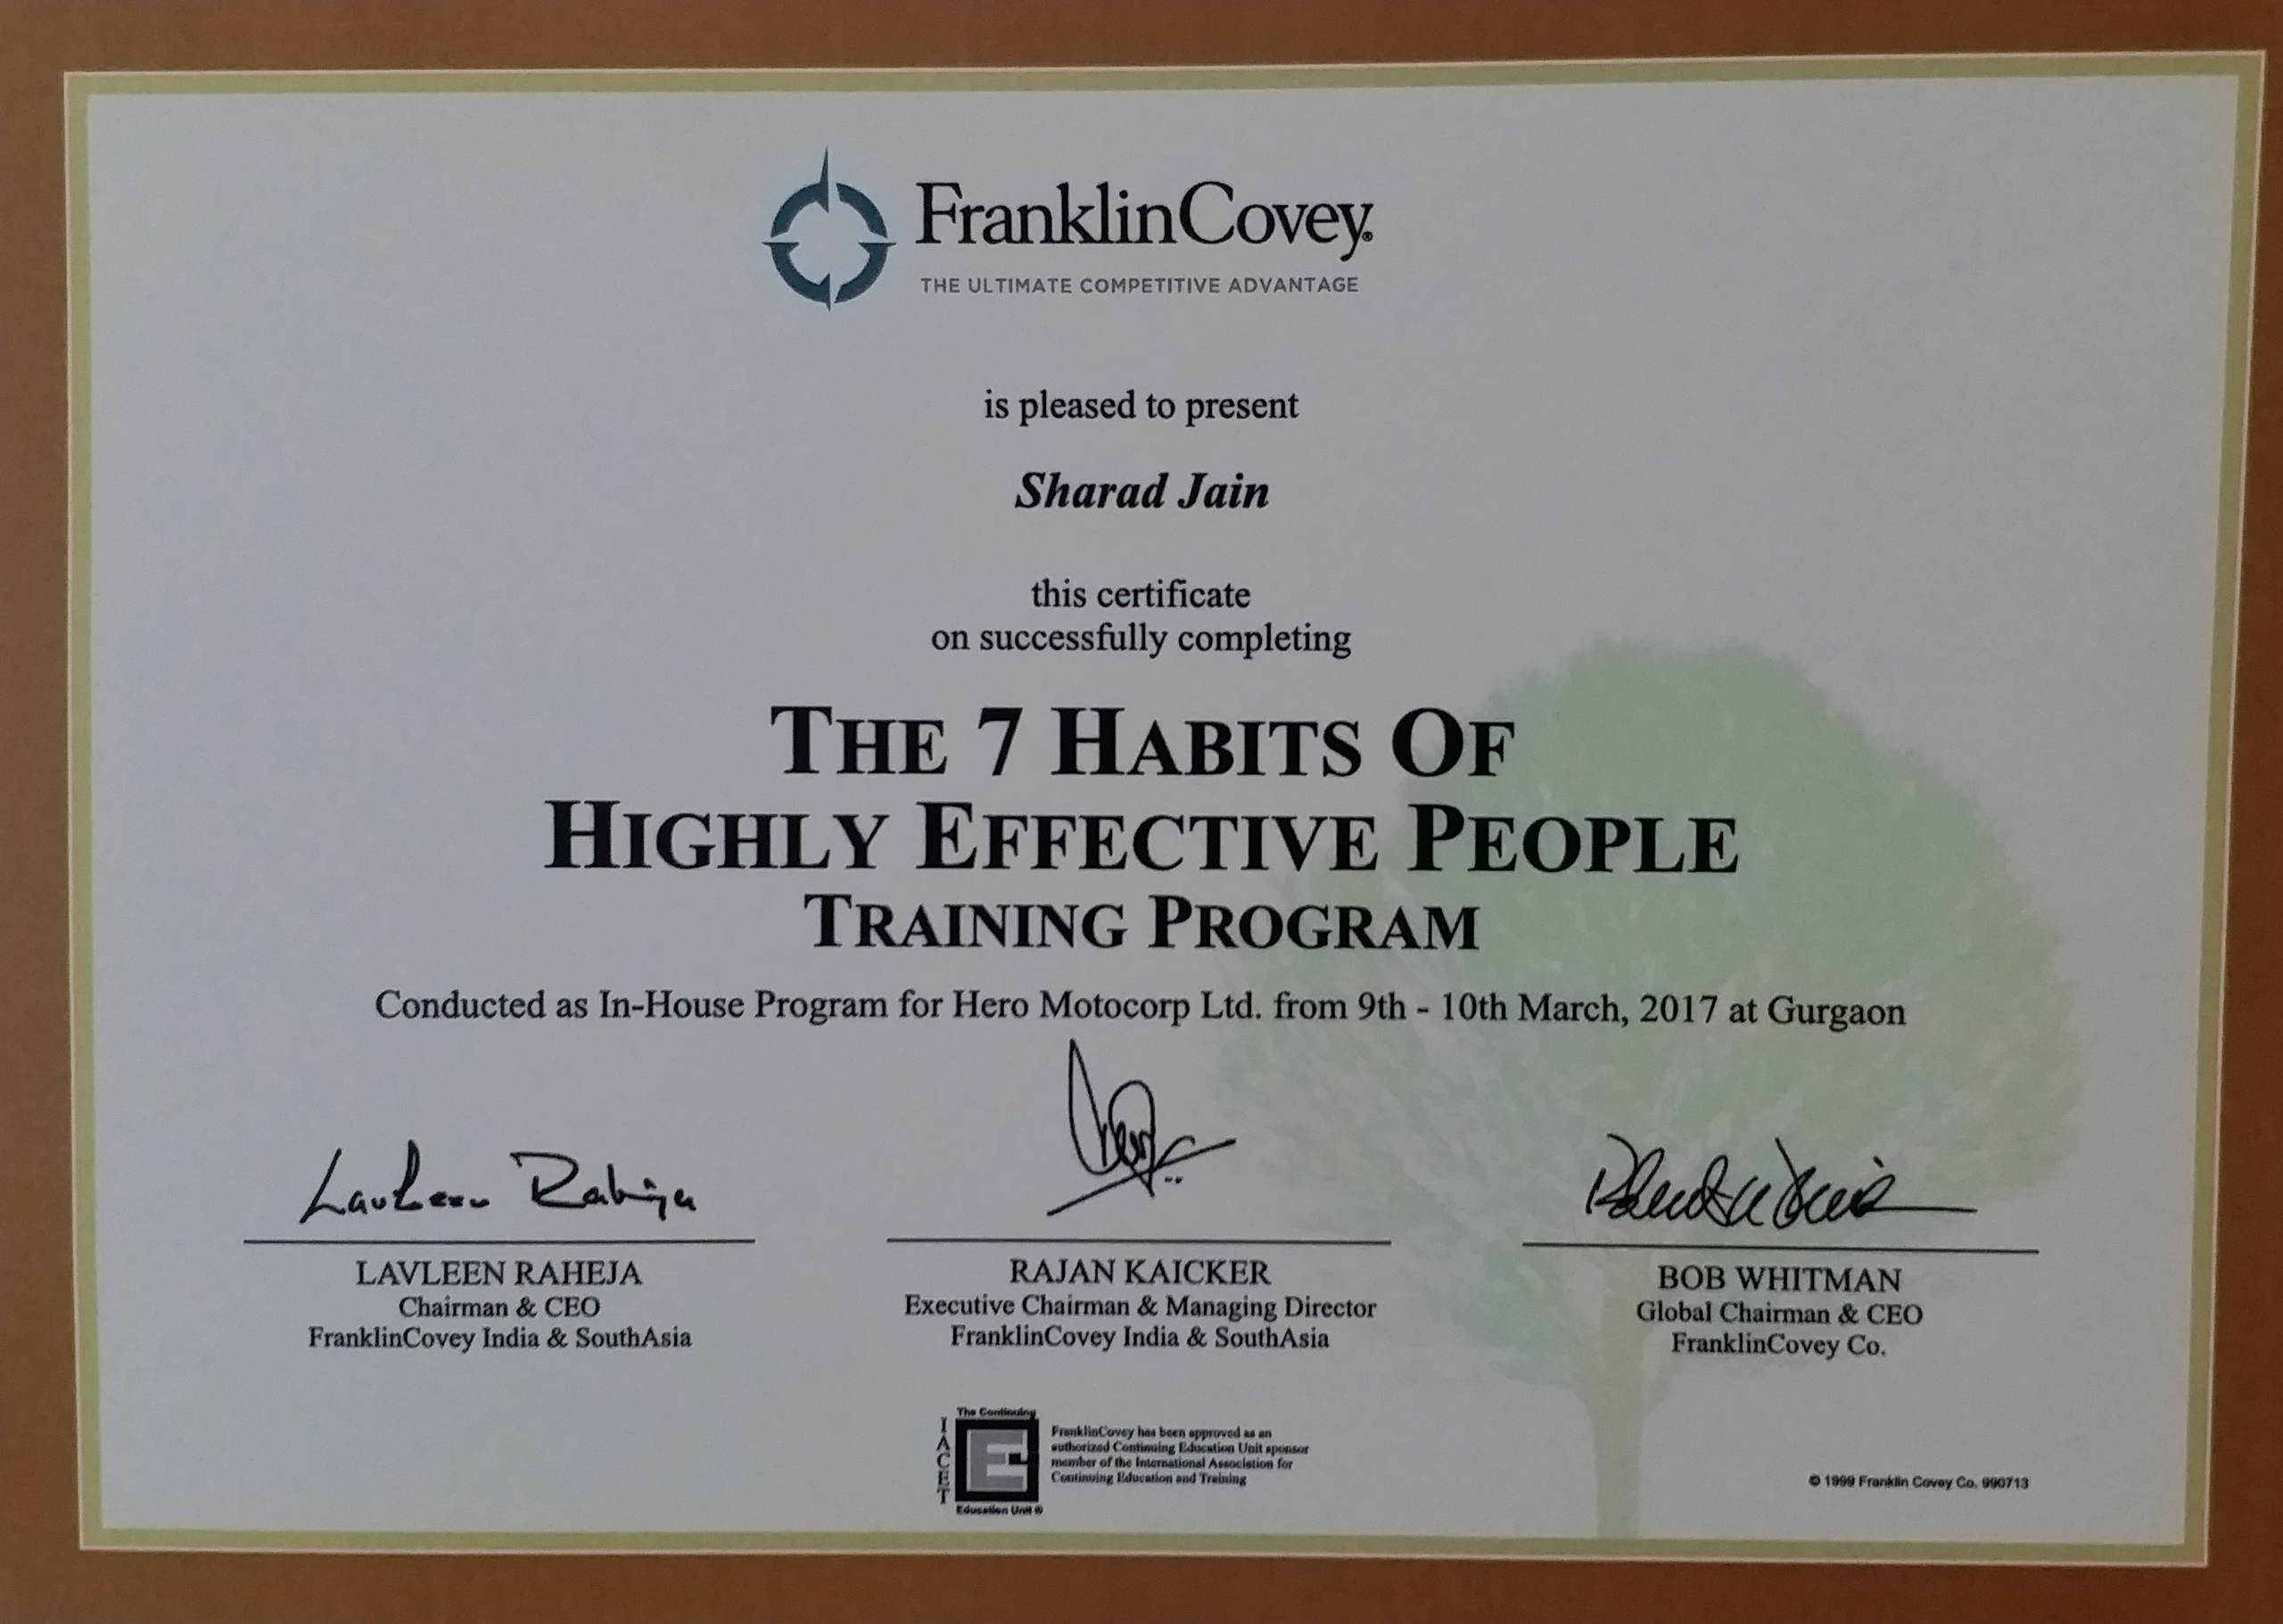 FranklinCovey®
THE ULTIMATE COMPETITIVE ADVANTAGE
is pleased to present
Sharad Jain
this certificate
on successfully completing
THE 7 HABITS OF
HIGHLY EFFECTIVE PEOPLE
TRAINING PROGRAM
Conducted as In-House Program for Hero Motocorp Ltd. from 9th - 10th March, 2017 at Gurgaon
Lavleen Raheja
LAVLEEN RAHEJA
Chairman & CEO
FranklinCovey India & SouthAsia
RAJAN KAICKER
Executive Chairman & Managing Director
FranklinCovey India & SouthAsia
BOB WHITMAN
Global Chairman & CEO
FranklinCovey Co.
IACET
The Continuing
E
Education Unit ®
FranklinCovey has been approved as an
authorized Continuing Education Unit sponsor
member of the International Association for
Continuing Education and Training
© 1999 Franklin Covey Co. 990713